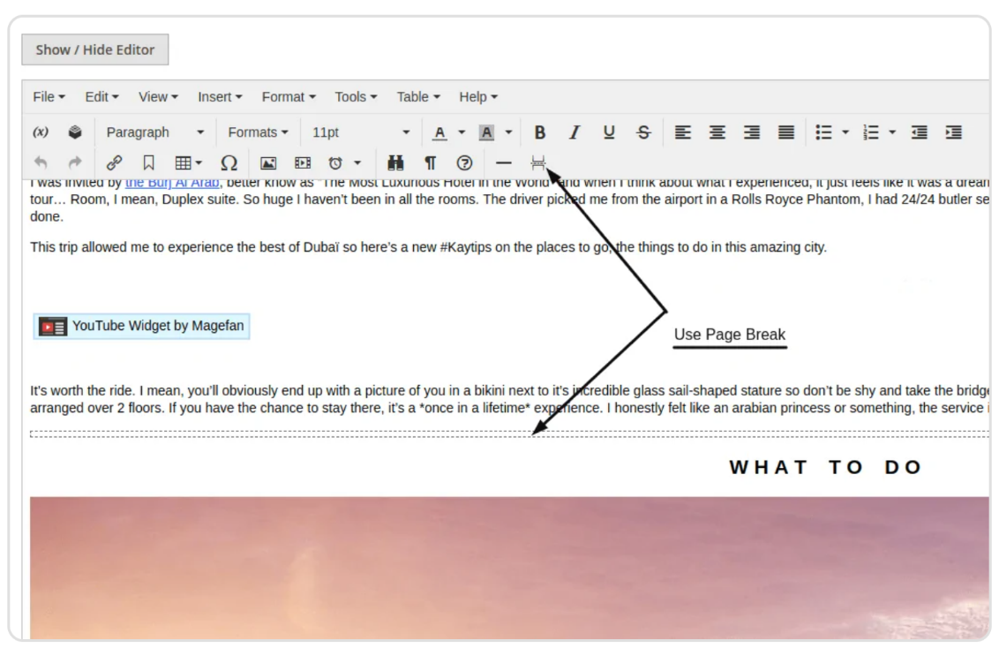 Show / Hide Editor
File Edit View Insert Format Tools Table Help
(x) Paragraph Formats 11pt A A B I U S
I was invited by the Burj Al Arab, better know as "The Most Luxurious Hotel in the World" and when I think about what I experienced, it just feels like it was a drean
tour… Room, I mean, Duplex suite. So huge I haven't been in all the rooms. The driver picked me from the airport in a Rolls Royce Phantom, I had 24/24 butler se
done.
This trip allowed me to experience the best of Dubaï so here's a new #Kaytips on the places to go, the things to do in this amazing city.
YouTube Widget by Magefan
Use Page Break
It's worth the ride. I mean, you'll obviously end up with a picture of you in a bikini next to it's incredible glass sail-shaped stature so don't be shy and take the bridge
arranged over 2 floors. If you have the chance to stay there, it's a *once in a lifetime* experience. I honestly felt like an arabian princess or something, the service
WHAT TO DO